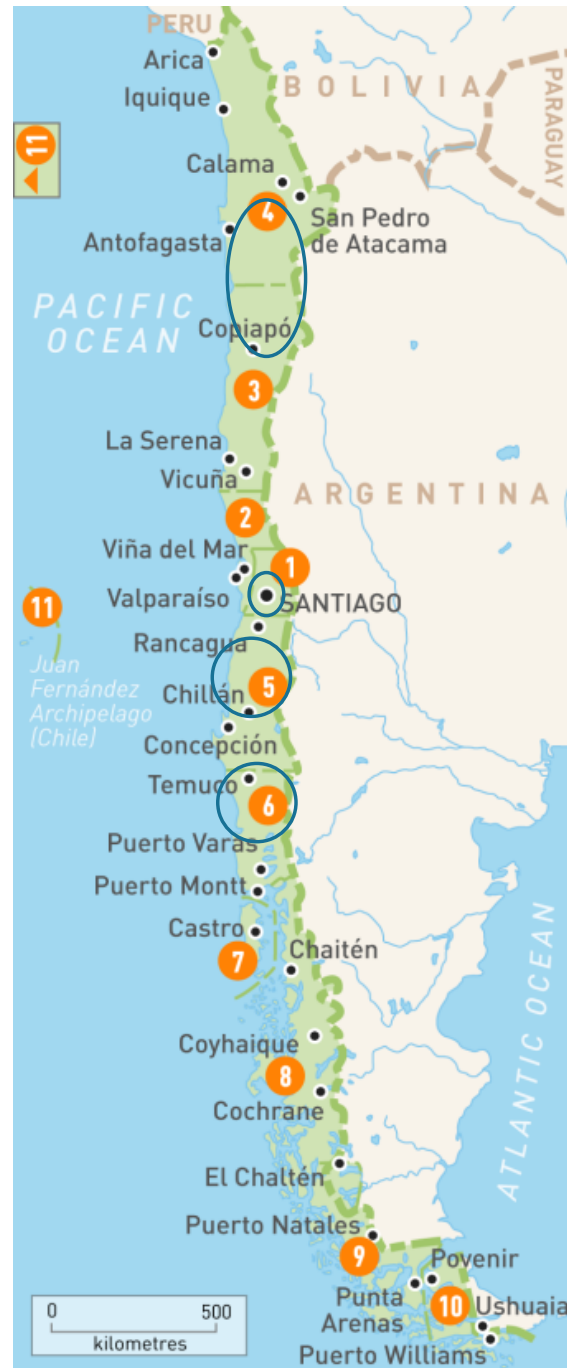 PERU
Arica
BOLIVIA
Iquique
PARAGUAY
11
Calama
4
San Pedro
de Atacama
Antofagasta
PACIFIC
OCEAN
Copiapó
3
La Serena
Vicuña
ARGENTINA
2
Viña del Mar
1
Valparaíso
SANTIAGO
11
Rancagua
Juan
Fernández
Archipelago
(Chile)
5
Chillán
Concepción
Temuco
6
Puerto Varas
Puerto Montt
Castro
7
Chaitén
ATLANTIC OCEAN
Coyhaique
8
Cochrane
El Chaltén
Puerto Natales
9
Povenir
Punta
Arenas
10
Ushuaia
Puerto Williams
0 500
kilometres